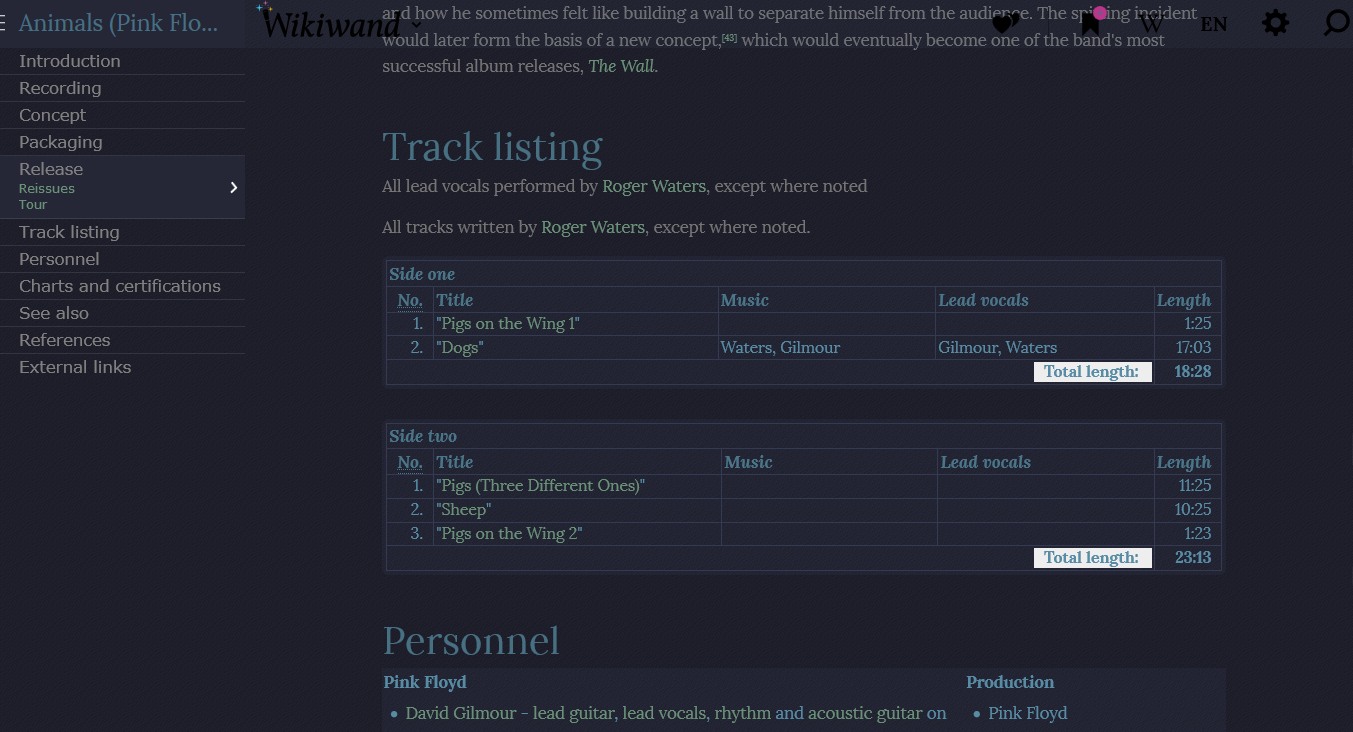 Animals (Pink Flo...
Wikiwand
W
EN
Introduction
Recording
Concept
Packaging
Release
Reissues
Tour
Track listing
Personnel
Charts and certifications
See also
References
External links
and how he sometimes felt like building a wall to separate himself from the audience. The spitting incident
would later form the basis of a new concept,[43] which would eventually become one of the band's most
successful album releases, The Wall.
Track listing
All lead vocals performed by Roger Waters, except where noted
All tracks written by Roger Waters, except where noted.
Side one
No. Title Music Lead vocals Length
1. "Pigs on the Wing 1" 1:25
2. "Dogs" Waters, Gilmour Gilmour, Waters 17:03
Total length: 18:28
Side two
No. Title Music Lead vocals Length
1. "Pigs (Three Different Ones)" 11:25
2. "Sheep" 10:25
3. "Pigs on the Wing 2" 1:23
Total length: 23:13
Personnel
Pink Floyd Production
• David Gilmour – lead guitar, lead vocals, rhythm and acoustic guitar on • Pink Floyd